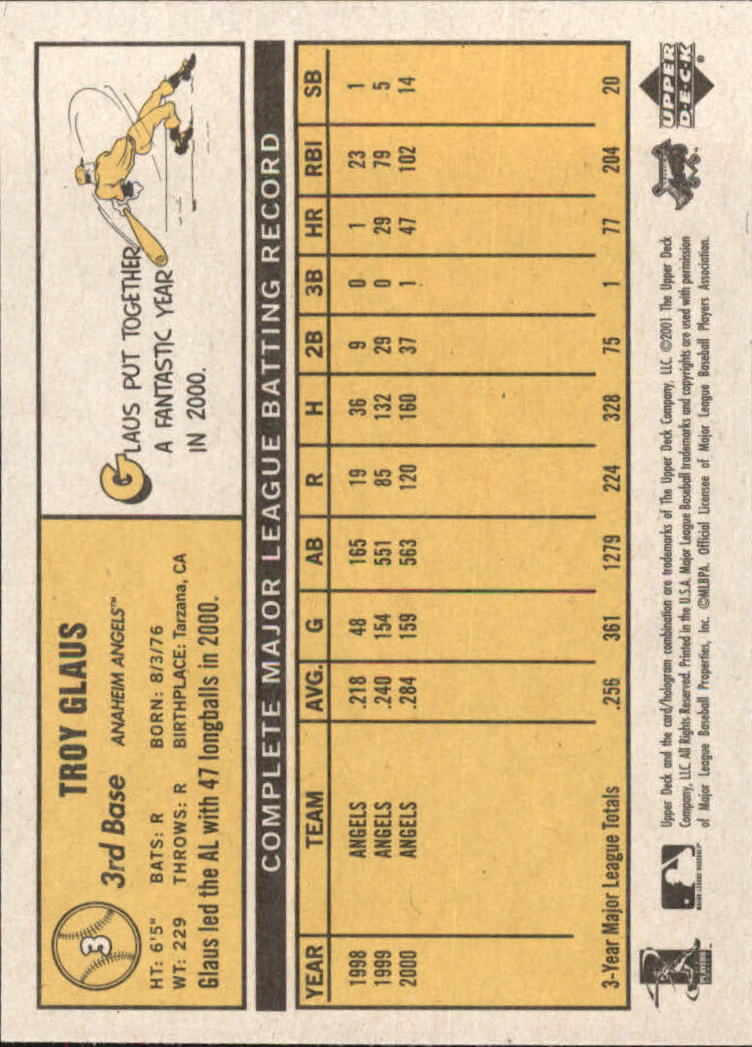 3
TROY GLAUS
3rd Base ANAHEIM ANGELS™
HT: 6'5" BATS: R BORN: 8/3/76
WT: 229 THROWS: R BIRTHPLACE: Tarzana, CA
Glaus led the AL with 47 longballs in 2000.
GLAUS PUT TOGETHER
A FANTASTIC YEAR
IN 2000.
COMPLETE MAJOR LEAGUE BATTING RECORD
YEAR TEAM AVG. G AB R H 2B 3B HR RBI SB
1998 ANGELS .218 48 165 19 36 9 0 1 23 1
1999 ANGELS .240 154 551 85 132 29 0 29 79 5
2000 ANGELS .284 159 563 120 160 37 1 47 102 14
3-Year Major League Totals .256 361 1279 224 328 75 1 77 204 20
PLAYERS
MAJOR LEAGUE BASEBALL
Upper Deck and the card/hologram combination are trademarks of The Upper Deck Company, LLC. ©2001 The Upper Deck
Company, LLC. All Rights Reserved. Printed in the U.S.A. Major League Baseball trademarks and copyrights are used with permission
of Major League Baseball Properties, Inc. ©MLBPA. Official Licensee of Major League Baseball Players Association.
UPPER
DECK®